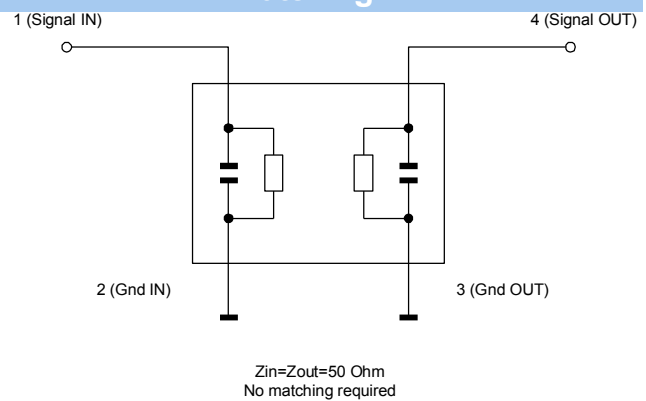 1 (Signal IN)
4 (Signal OUT)
2 (Gnd IN)
3 (Gnd OUT)
Zin=Zout=50 Ohm
No matching required